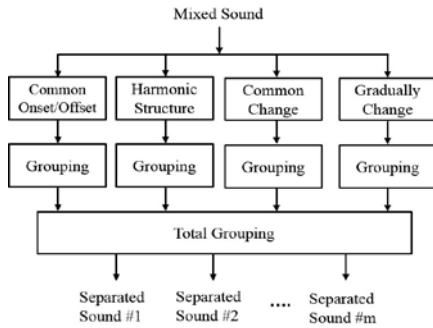 Mixed Sound
Common
Onset/Offset
Harmonic
Structure
Common
Change
Gradually
Change
Grouping
Grouping
Grouping
Grouping
Total Grouping
Separated
Sound #1
Separated
Sound #2
....
Separated
Sound #m